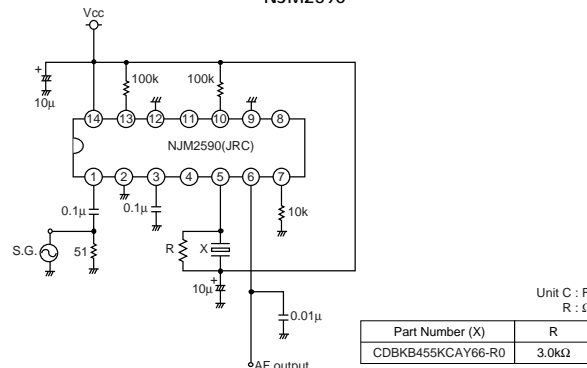 Vcc
+
10μ
100k
100k
14 13 12 11 10 9 8
NJM2590(JRC)
1 2 3 4 5 6 7
0.1μ
0.1μ
10k
S.G.
51
R
X
+
10μ
0.01μ
AF output
Unit C : F
R : Ω
Part Number (X) R
CDBKB455KCAY66-R0 3.0kΩ